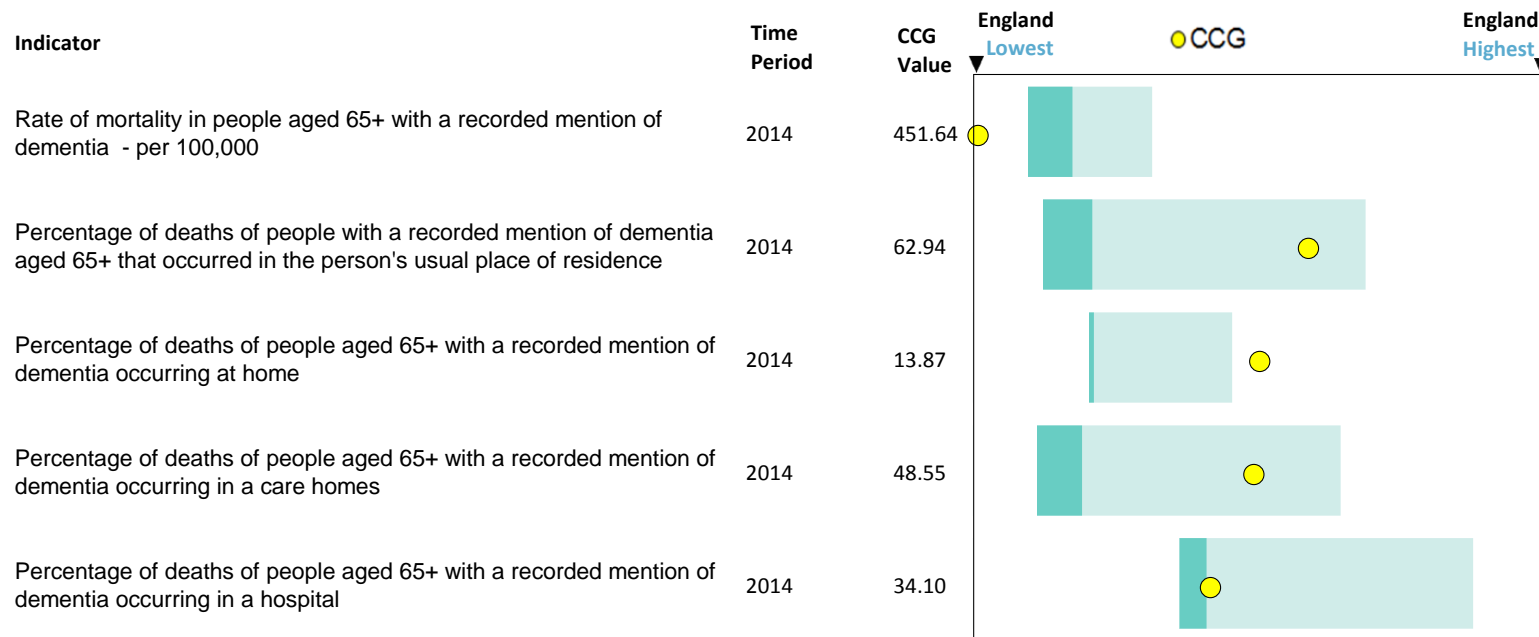 Indicator
Time
Period
CCG
Value
England
Lowest
CCG
England
Highest
Rate of mortality in people aged 65+ with a recorded mention of
dementia - per 100,000
2014
451.64
Percentage of deaths of people with a recorded mention of dementia
aged 65+ that occurred in the person's usual place of residence
2014
62.94
Percentage of deaths of people aged 65+ with a recorded mention of
dementia occurring at home
2014
13.87
Percentage of deaths of people aged 65+ with a recorded mention of
dementia occurring in a care homes
2014
48.55
Percentage of deaths of people aged 65+ with a recorded mention of
dementia occurring in a hospital
2014
34.10